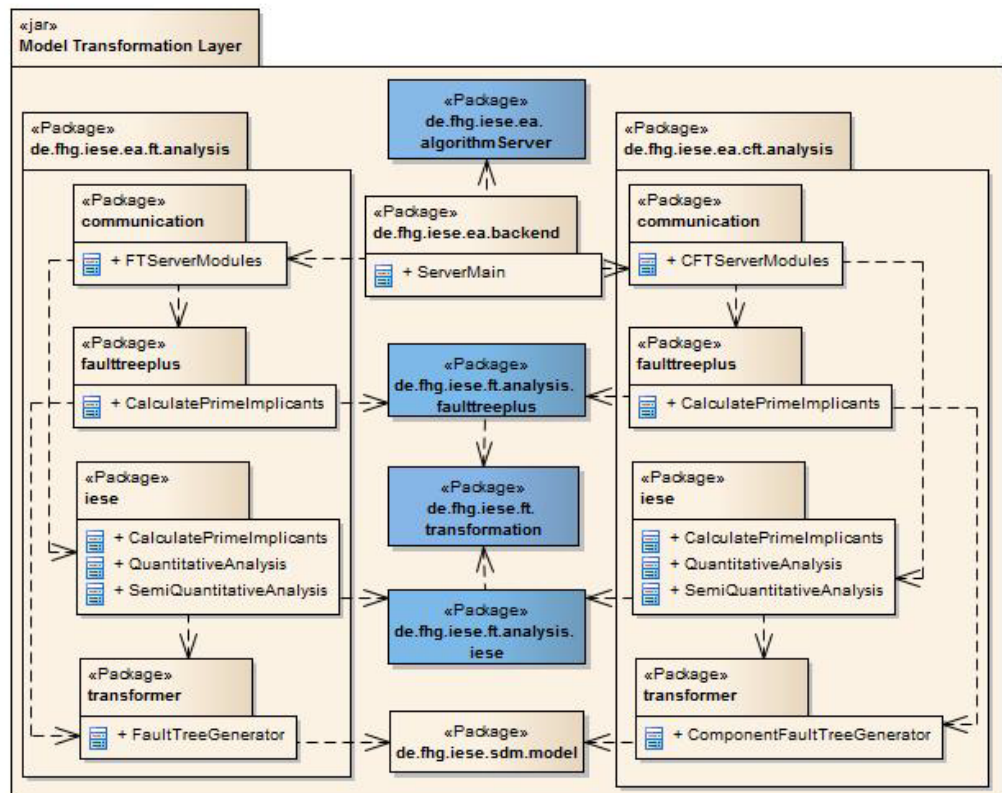 «jar»
Model Transformation Layer
«Package»
de.fhg.iese.ea.ft.analysis
«Package»
communication
+ FTServerModules
«Package»
faulttreeplus
+ CalculatePrimeImplicants
«Package»
iese
+ CalculatePrimeImplicants
+ QuantitativeAnalysis
+ SemiQuantitativeAnalysis
«Package»
transformer
+ FaultTreeGenerator
«Package»
de.fhg.iese.ea.
algorithmServer
«Package»
de.fhg.iese.ea.backend
+ ServerMain
«Package»
de.fhg.iese.ft.analysis.
faulttreeplus
«Package»
de.fhg.iese.ft.
transformation
«Package»
de.fhg.iese.ft.analysis.
iese
«Package»
de.fhg.iese.sdm.model
«Package»
de.fhg.iese.ea.cft.analysis
«Package»
communication
+ CFTServerModules
«Package»
faulttreeplus
+ CalculatePrimeImplicants
«Package»
iese
+ CalculatePrimeImplicants
+ QuantitativeAnalysis
+ SemiQuantitativeAnalysis
«Package»
transformer
+ ComponentFaultTreeGenerator